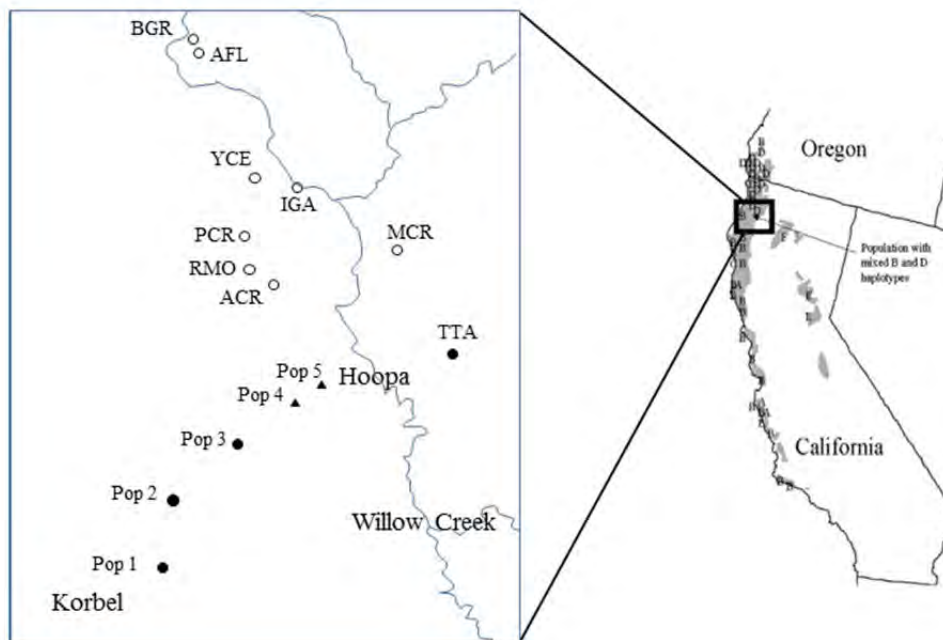 BGR
AFL
YCE
IGA
PCR
MCR
RMO
ACR
TTA
Pop 5
Hoopa
Pop 4
Pop 3
Pop 2
Willow Creek
Pop 1
Korbel
Oregon
Population with
mixed B and D
haplotypes
California